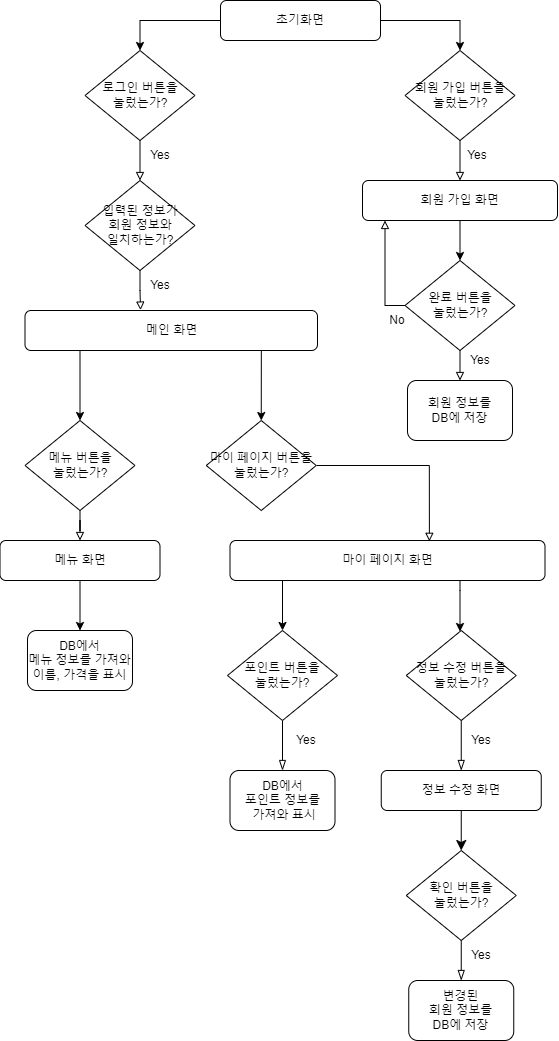 초기화면
로그인 버튼을
눌렀는가?
회원 가입 버튼을
눌렀는가?
Yes
Yes
입력된 정보가
회원 정보와
일치하는가?
회원 가입 화면
Yes
완료 버튼을
눌렀는가?
No
메인 화면
Yes
회원 정보를
DB에 저장
메뉴 버튼을
눌렀는가?
마이 페이지 버튼을
눌렀는가?
메뉴 화면
마이 페이지 화면
DB에서
메뉴 정보를 가져와
이름, 가격을 표시
포인트 버튼을
눌렀는가?
정보 수정 버튼을
눌렀는가?
Yes
Yes
DB에서
포인트 정보를
가져와 표시
정보 수정 화면
확인 버튼을
눌렀는가?
Yes
변경된
회원 정보를
DB에 저장